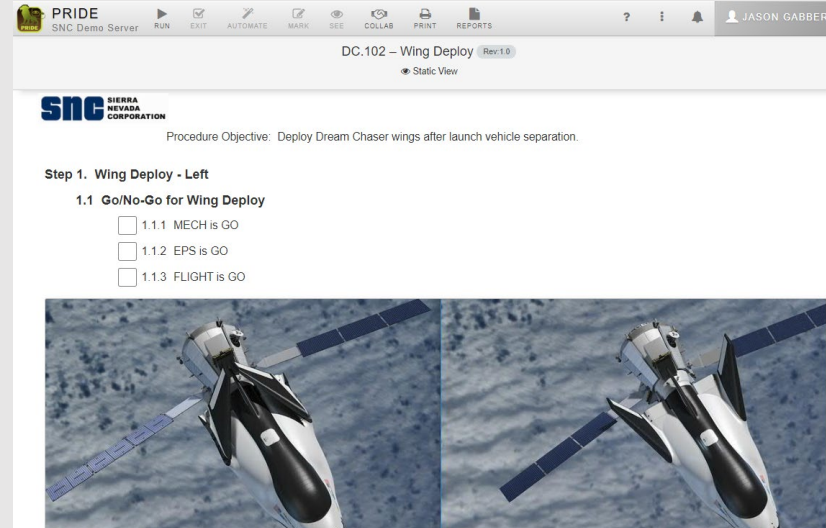 PRIDE
PRIDE
SNC Demo Server
RUN
EXIT
AUTOMATE
MARK
SEE
COLLAB
PRINT
REPORTS
?
JASON GABBER
DC.102 – Wing Deploy Rev:1.0
Static View
snc SIERRA
NEVADA
CORPORATION
Procedure Objective: Deploy Dream Chaser wings after launch vehicle separation.
Step 1. Wing Deploy - Left
1.1 Go/No-Go for Wing Deploy
1.1.1 MECH is GO
1.1.2 EPS is GO
1.1.3 FLIGHT is GO